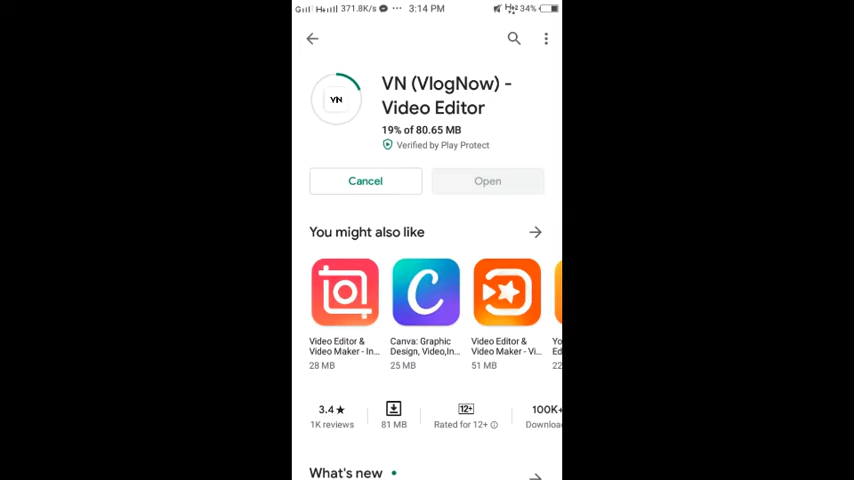 371.8K/s ... 3:14 PM 34%
VN
VN (VlogNow) -
Video Editor
19% of 80.65 MB
Verified by Play Protect
Cancel
Open
You might also like
C
Video Editor &
Video Maker - In...
28 MB
Canva: Graphic
Design, Video,In...
25 MB
Video Editor &
Video Maker - Vi...
51 MB
Yo
Ed
22
3.4★
1K reviews
81 MB
12+
Rated for 12+
100K+
Downloa
What's new